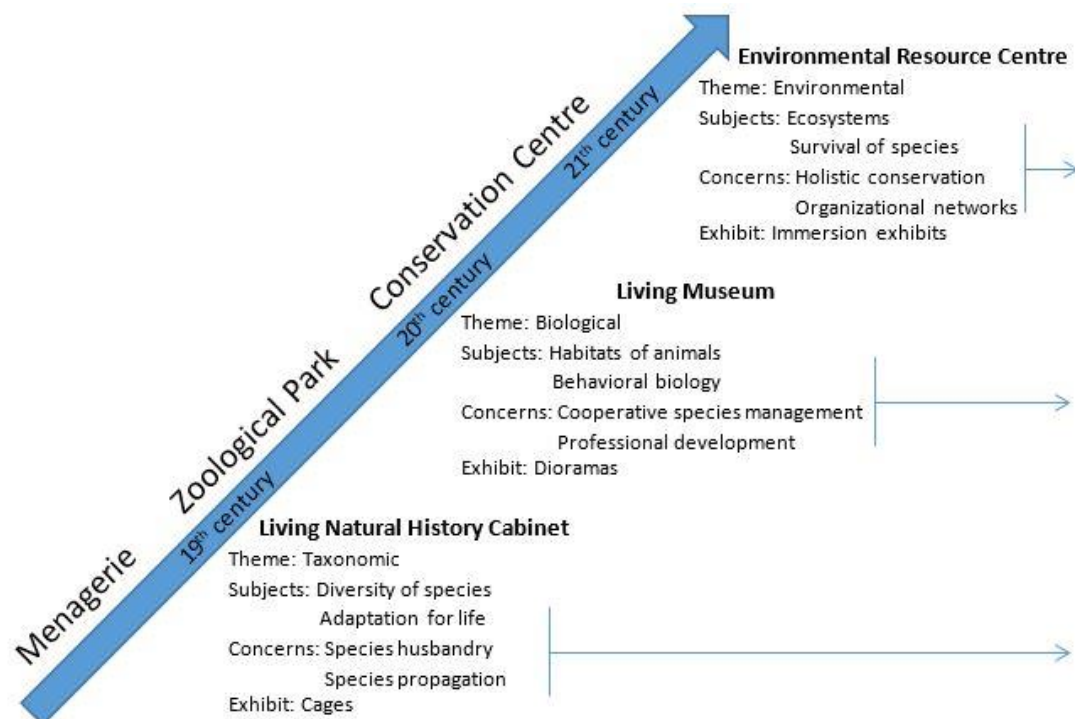 Environmental Resource Centre
Theme: Environmental
Subjects: Ecosystems
Survival of species
Concerns: Holistic conservation
Organizational networks
Exhibit: Immersion exhibits
Living Museum
Theme: Biological
Subjects: Habitats of animals
Behavioral biology
Concerns: Cooperative species management
Professional development
Exhibit: Dioramas
Living Natural History Cabinet
Theme: Taxonomic
Subjects: Diversity of species
Adaptation for life
Concerns: Species husbandry
Species propagation
Exhibit: Cages
Menagerie
Zoological Park
Conservation Centre
19th century
20th century
21th century